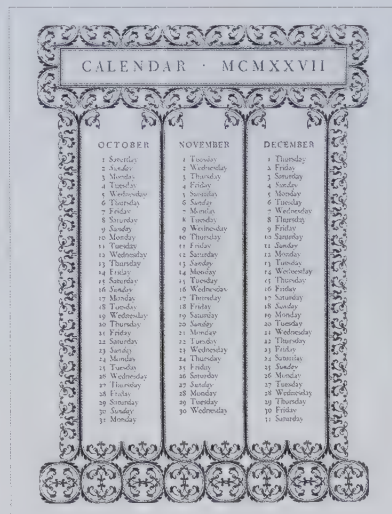 CALENDAR · MCMXXVII
OCTOBER
1 Saturday
2 Sunday
3 Monday
4 Tuesday
5 Wednesday
6 Thursday
7 Friday
8 Saturday
9 Sunday
10 Monday
11 Tuesday
12 Wednesday
13 Thursday
14 Friday
15 Saturday
16 Sunday
17 Monday
18 Tuesday
19 Wednesday
20 Thursday
21 Friday
22 Saturday
23 Sunday
24 Monday
25 Tuesday
26 Wednesday
27 Thursday
28 Friday
29 Saturday
30 Sunday
31 Monday
NOVEMBER
1 Tuesday
2 Wednesday
3 Thursday
4 Friday
5 Saturday
6 Sunday
7 Monday
8 Tuesday
9 Wednesday
10 Thursday
11 Friday
12 Saturday
13 Sunday
14 Monday
15 Tuesday
16 Wednesday
17 Thursday
18 Friday
19 Saturday
20 Sunday
21 Monday
22 Tuesday
23 Wednesday
24 Thursday
25 Friday
26 Saturday
27 Sunday
28 Monday
29 Tuesday
30 Wednesday
DECEMBER
1 Thursday
2 Friday
3 Saturday
4 Sunday
5 Monday
6 Tuesday
7 Wednesday
8 Thursday
9 Friday
10 Saturday
11 Sunday
12 Monday
13 Tuesday
14 Wednesday
15 Thursday
16 Friday
17 Saturday
18 Sunday
19 Monday
20 Tuesday
21 Wednesday
22 Thursday
23 Friday
24 Saturday
25 Sunday
26 Monday
27 Tuesday
28 Wednesday
29 Thursday
30 Friday
31 Saturday